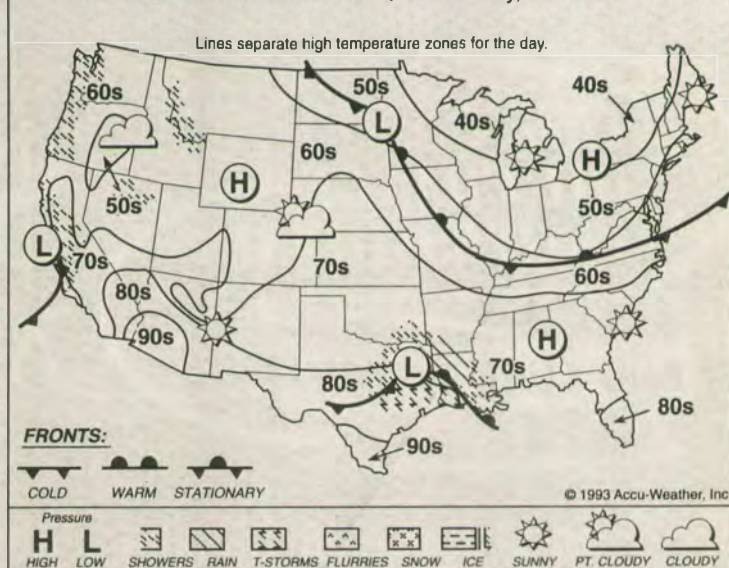 Lines separate high temperature zones for the day.
60s
50s
L
40s
40s
H
60s
H
50s
50s
L
70s
80s
90s
70s
60s
H
70s
L
80s
80s
90s
FRONTS:
COLD WARM STATIONARY
© 1993 Accu-Weather, Inc
Pressure
H L
HIGH LOW SHOWERS RAIN T-STORMS FLURRIES SNOW ICE SUNNY PT. CLOUDY CLOUDY